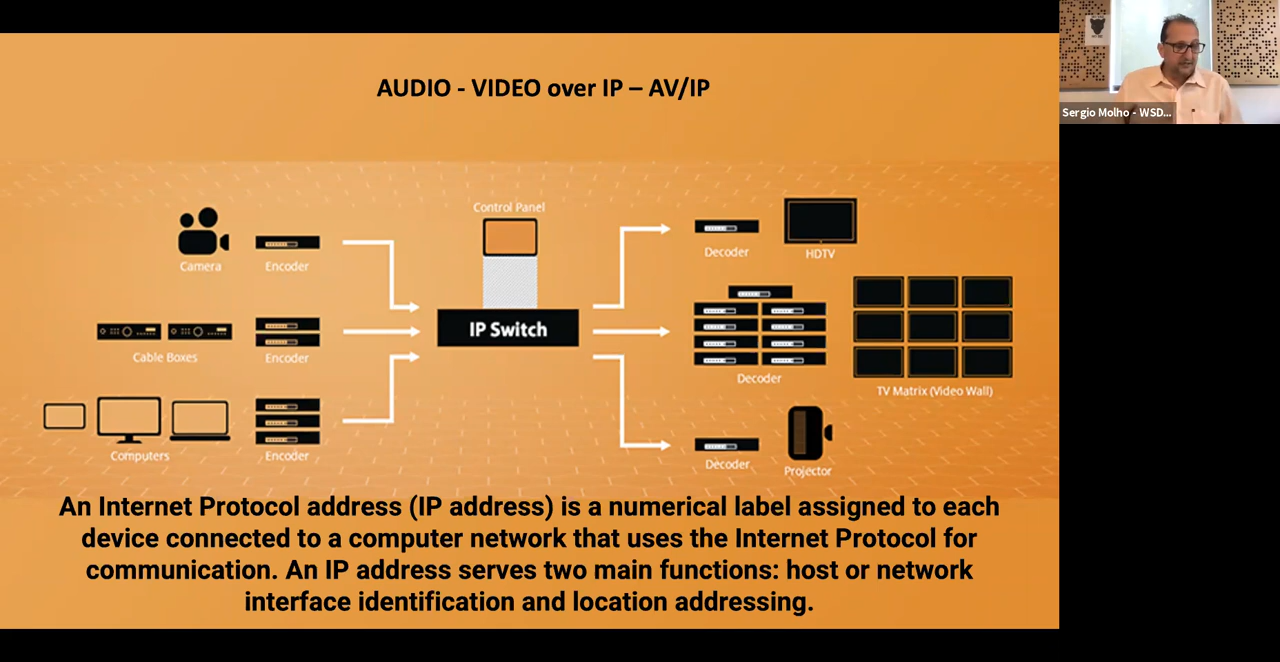 AUDIO - VIDEO over IP – AV/IP
Sergio Molho - WSD...
Control Panel
Camera
Encoder
Decoder
HDTV
IP Switch
Cable Boxes
Encoder
Decoder
TV Matrix (Video Wall)
Computers
Encoder
Decoder
Projector
An Internet Protocol address (IP address) is a numerical label assigned to each
device connected to a computer network that uses the Internet Protocol for
communication. An IP address serves two main functions: host or network
interface identification and location addressing.